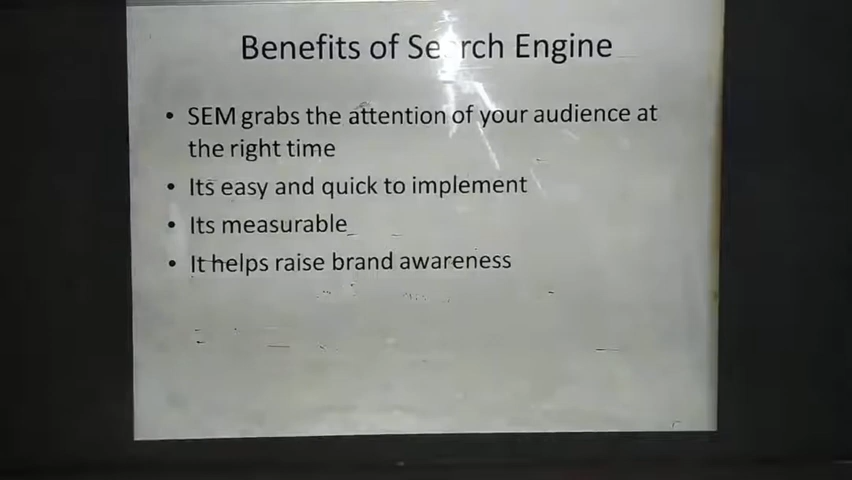 Benefits of Search Engine
• SEM grabs the attention of your audience at
the right time
• Its easy and quick to implement
• Its measurable
• It helps raise brand awareness